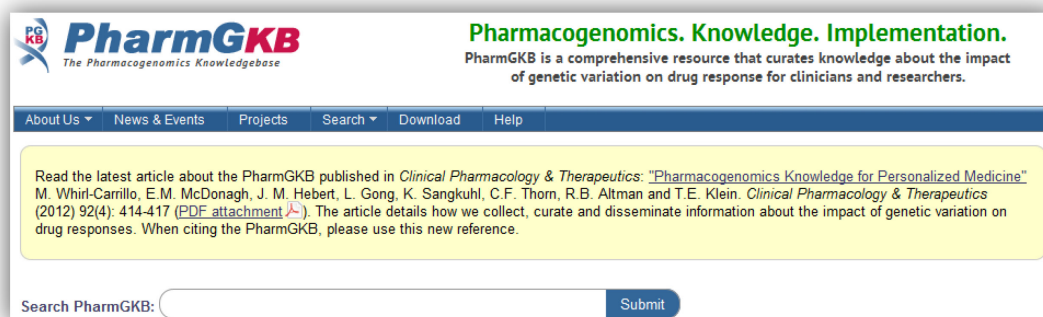 PG
KB
PharmGKB
The Pharmacogenomics Knowledgebase
Pharmacogenomics. Knowledge. Implementation.
PharmGKB is a comprehensive resource that curates knowledge about the impact
of genetic variation on drug response for clinicians and researchers.
About Us News & Events Projects Search Download Help
Read the latest article about the PharmGKB published in Clinical Pharmacology & Therapeutics: "Pharmacogenomics Knowledge for Personalized Medicine"
M. Whirl-Carrillo, E.M. McDonagh, J. M. Hebert, L. Gong, K. Sangkuhl, C.F. Thorn, R.B. Altman and T.E. Klein. Clinical Pharmacology & Therapeutics
(2012) 92(4): 414-417 (PDF attachment). The article details how we collect, curate and disseminate information about the impact of genetic variation on
drug responses. When citing the PharmGKB, please use this new reference.
Search PharmGKB: Submit